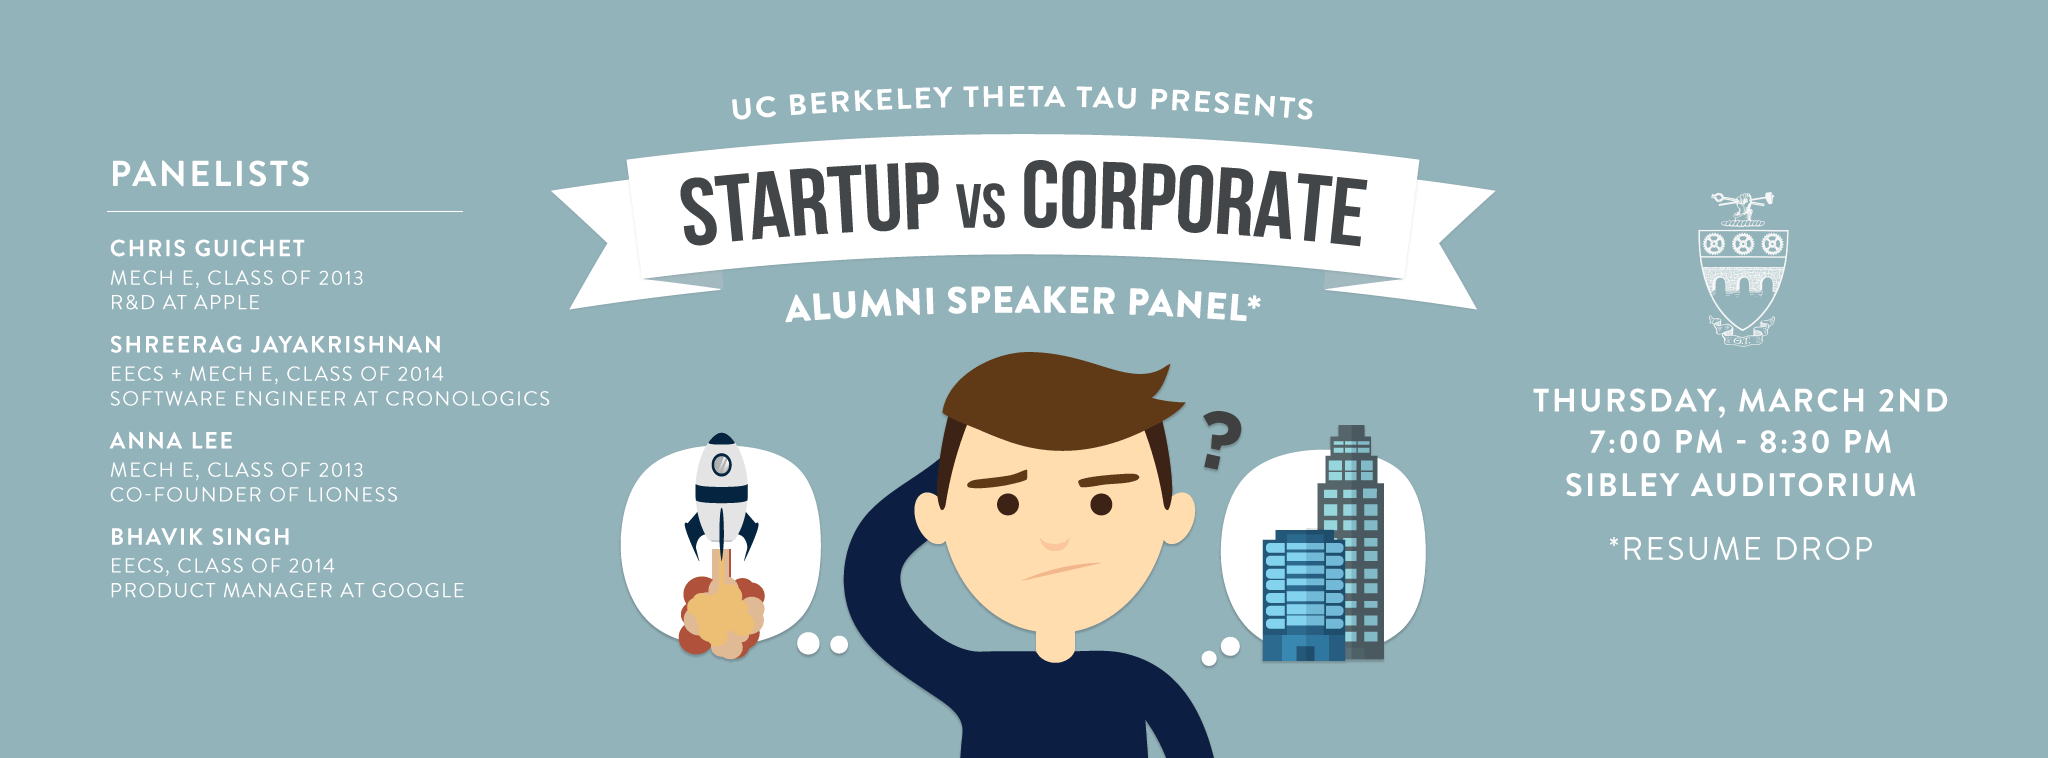 UC BERKELEY THETA TAU PRESENTS
STARTUP VS CORPORATE
ALUMNI SPEAKER PANEL*
PANELISTS
CHRIS GUICHET
MECH E, CLASS OF 2013
R&D AT APPLE
SHREERAG JAYAKRISHNAN
EECS + MECH E, CLASS OF 2014
SOFTWARE ENGINEER AT CRONOLOGICS
ANNA LEE
MECH E, CLASS OF 2013
CO-FOUNDER OF LIONESS
BHAVIK SINGH
EECS, CLASS OF 2014
PRODUCT MANAGER AT GOOGLE
?
THURSDAY, MARCH 2ND
7:00 PM - 8:30 PM
SIBLEY AUDITORIUM
*RESUME DROP